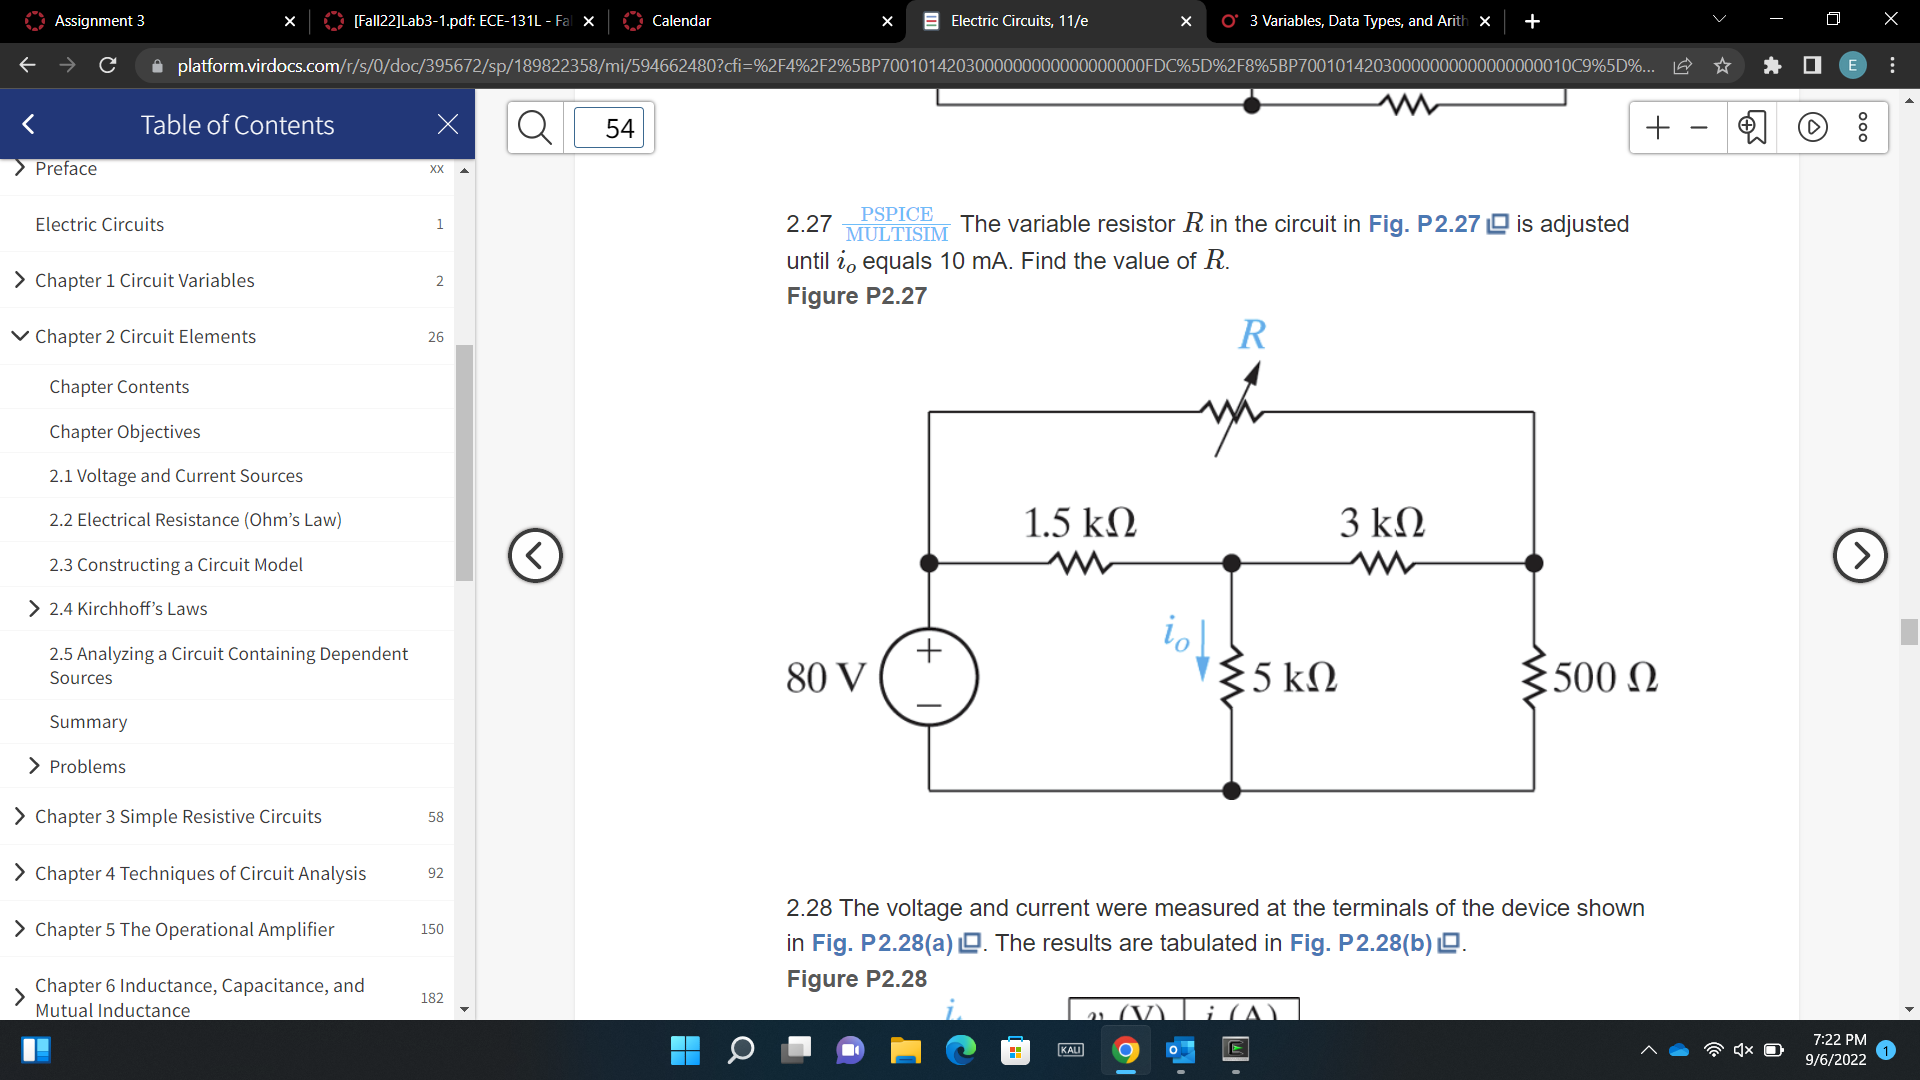 Assignment 3
[Fall22]Lab3-1.pdf: ECE-131L - Fa
Calendar
Electric Circuits, 11/e
3 Variables, Data Types, and Arith
platform.virdocs.com/r/s/0/doc/395672/sp/189822358/mi/594662480?cfi=%2F4%2F2%5BP70010142030000000000000000000FDC%5D%2F8%5BP70010142030000000000000000010C9%5D%...
E
Table of Contents
54
Preface xx
Electric Circuits 1
Chapter 1 Circuit Variables 2
Chapter 2 Circuit Elements 26
Chapter Contents
Chapter Objectives
2.1 Voltage and Current Sources
2.2 Electrical Resistance (Ohm's Law)
2.3 Constructing a Circuit Model
2.4 Kirchhoff's Laws
2.5 Analyzing a Circuit Containing Dependent
Sources
Summary
Problems
Chapter 3 Simple Resistive Circuits 58
Chapter 4 Techniques of Circuit Analysis 92
Chapter 5 The Operational Amplifier 150
Chapter 6 Inductance, Capacitance, and
Mutual Inductance 182
2.27 PSPICE MULTISIM The variable resistor R in the circuit in Fig. P2.27 is adjusted
until io equals 10 mA. Find the value of R.
Figure P2.27
R
1.5 kΩ
3 kΩ
io
80 V
+
−
5 kΩ
500 Ω
2.28 The voltage and current were measured at the terminals of the device shown
in Fig. P2.28(a). The results are tabulated in Fig. P2.28(b).
Figure P2.28
KALI
7:22 PM
9/6/2022
1